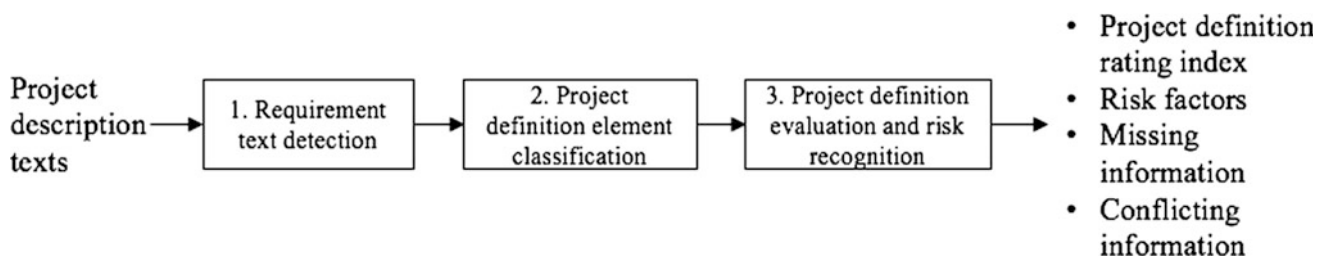 Project
description
texts
1. Requirement
text detection
2. Project
definition element
classification
3. Project definition
evaluation and risk
recognition
• Project definition
rating index
• Risk factors
• Missing
information
• Conflicting
information